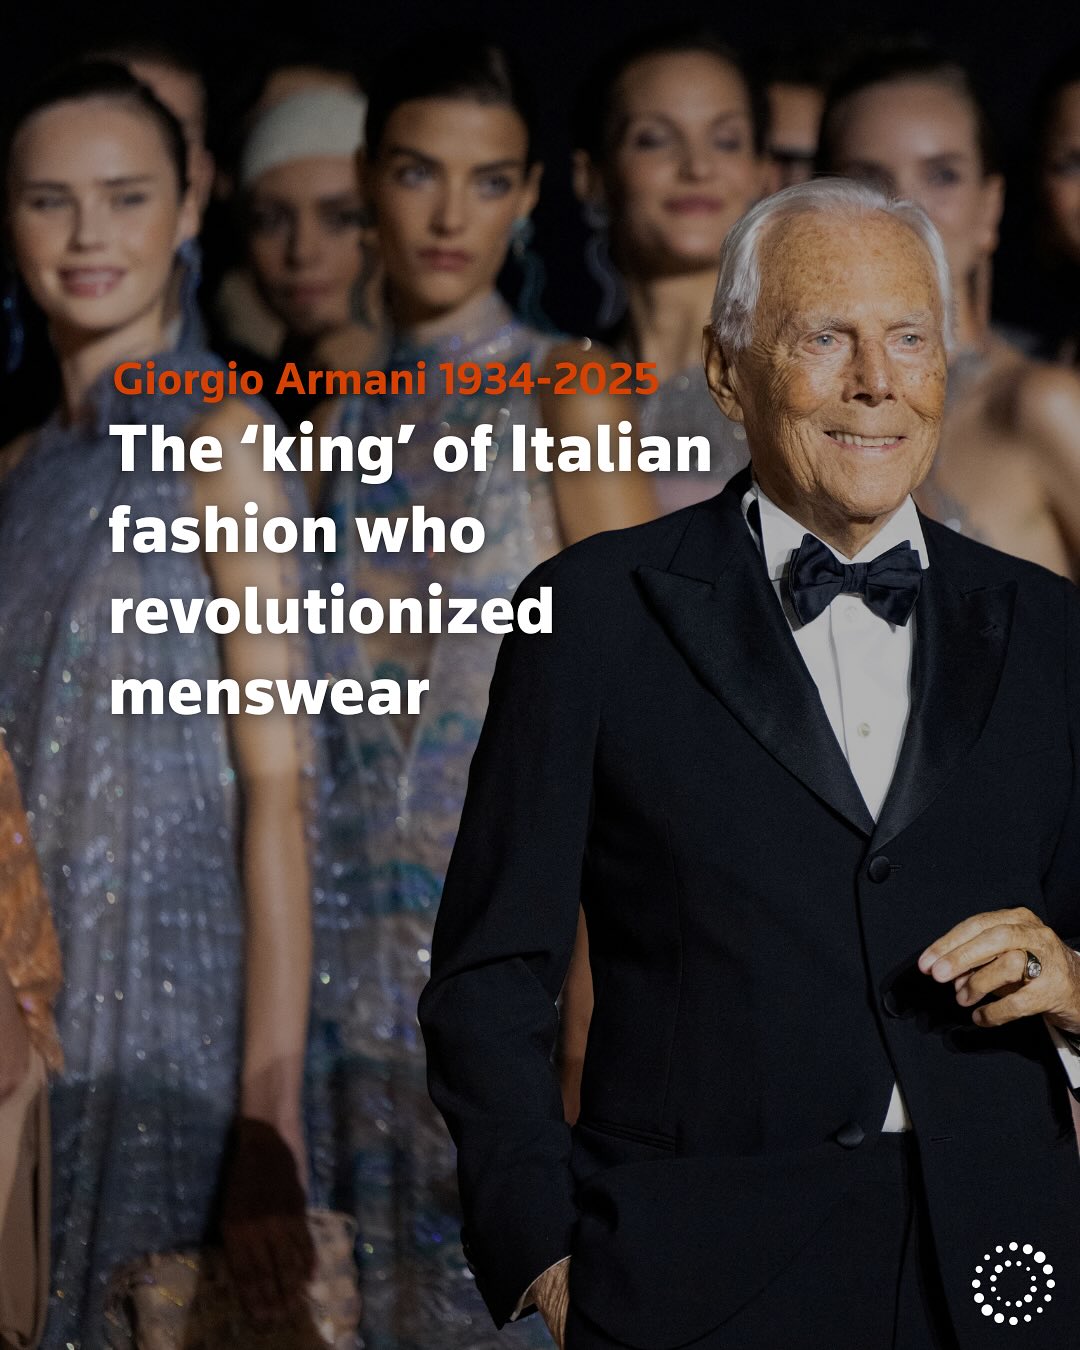 Giorgio Armani 1934-2025
The ‘king’ of Italian
fashion who
revolutionized
menswear